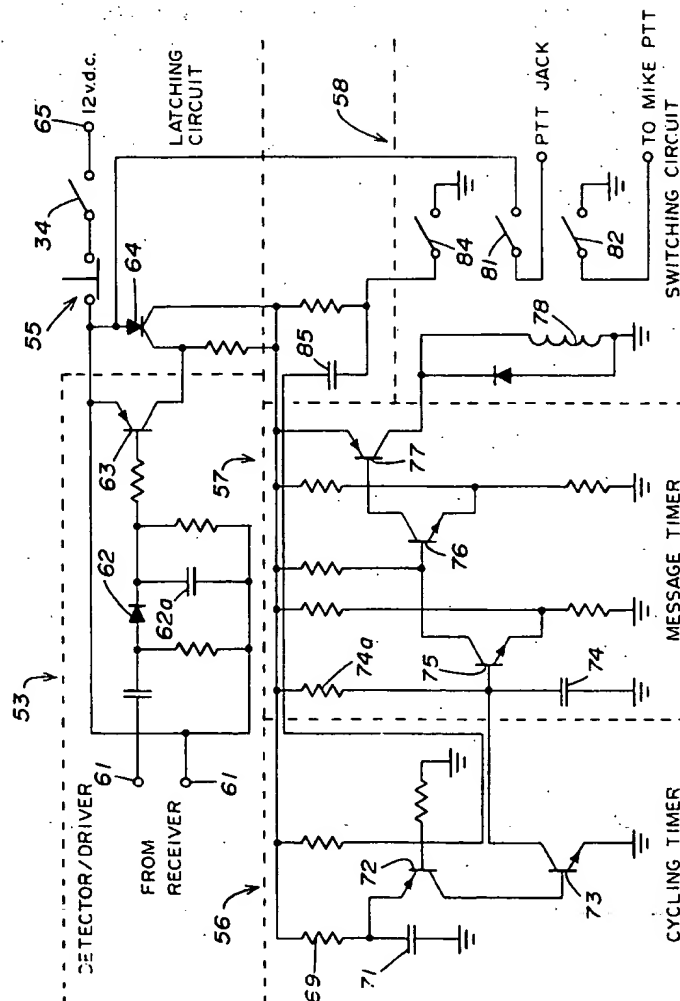 12v.d.c.
65
34
55
LATCHING
CIRCUIT
64
53
DETECTOR/DRIVER
63
62
62a
61
61
FROM
RECEIVER
58
57
56
85
84
81
PTT JACK
82
TO MIKE PTT
78
SWITCHING CIRCUIT
77
76
75
74a
74
MESSAGE TIMER
72
73
69
71
CYCLING TIMER